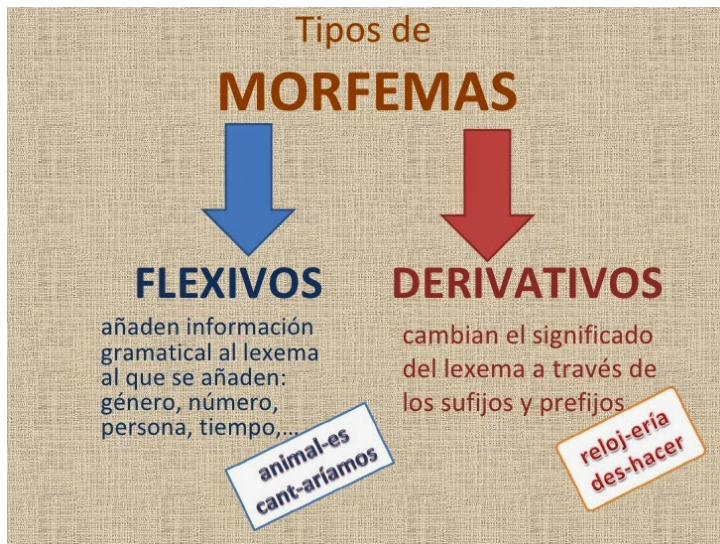 Tipos de
MORFEMAS
FLEXIVOS
añaden información
gramatical al lexema
al que se añaden:
género, número,
persona, tiempo,...
animal-es
cant-aríamos
DERIVATIVOS
cambian el significado
del lexema a través de
los sufijos y prefijos
reloj-ería
des-hacer